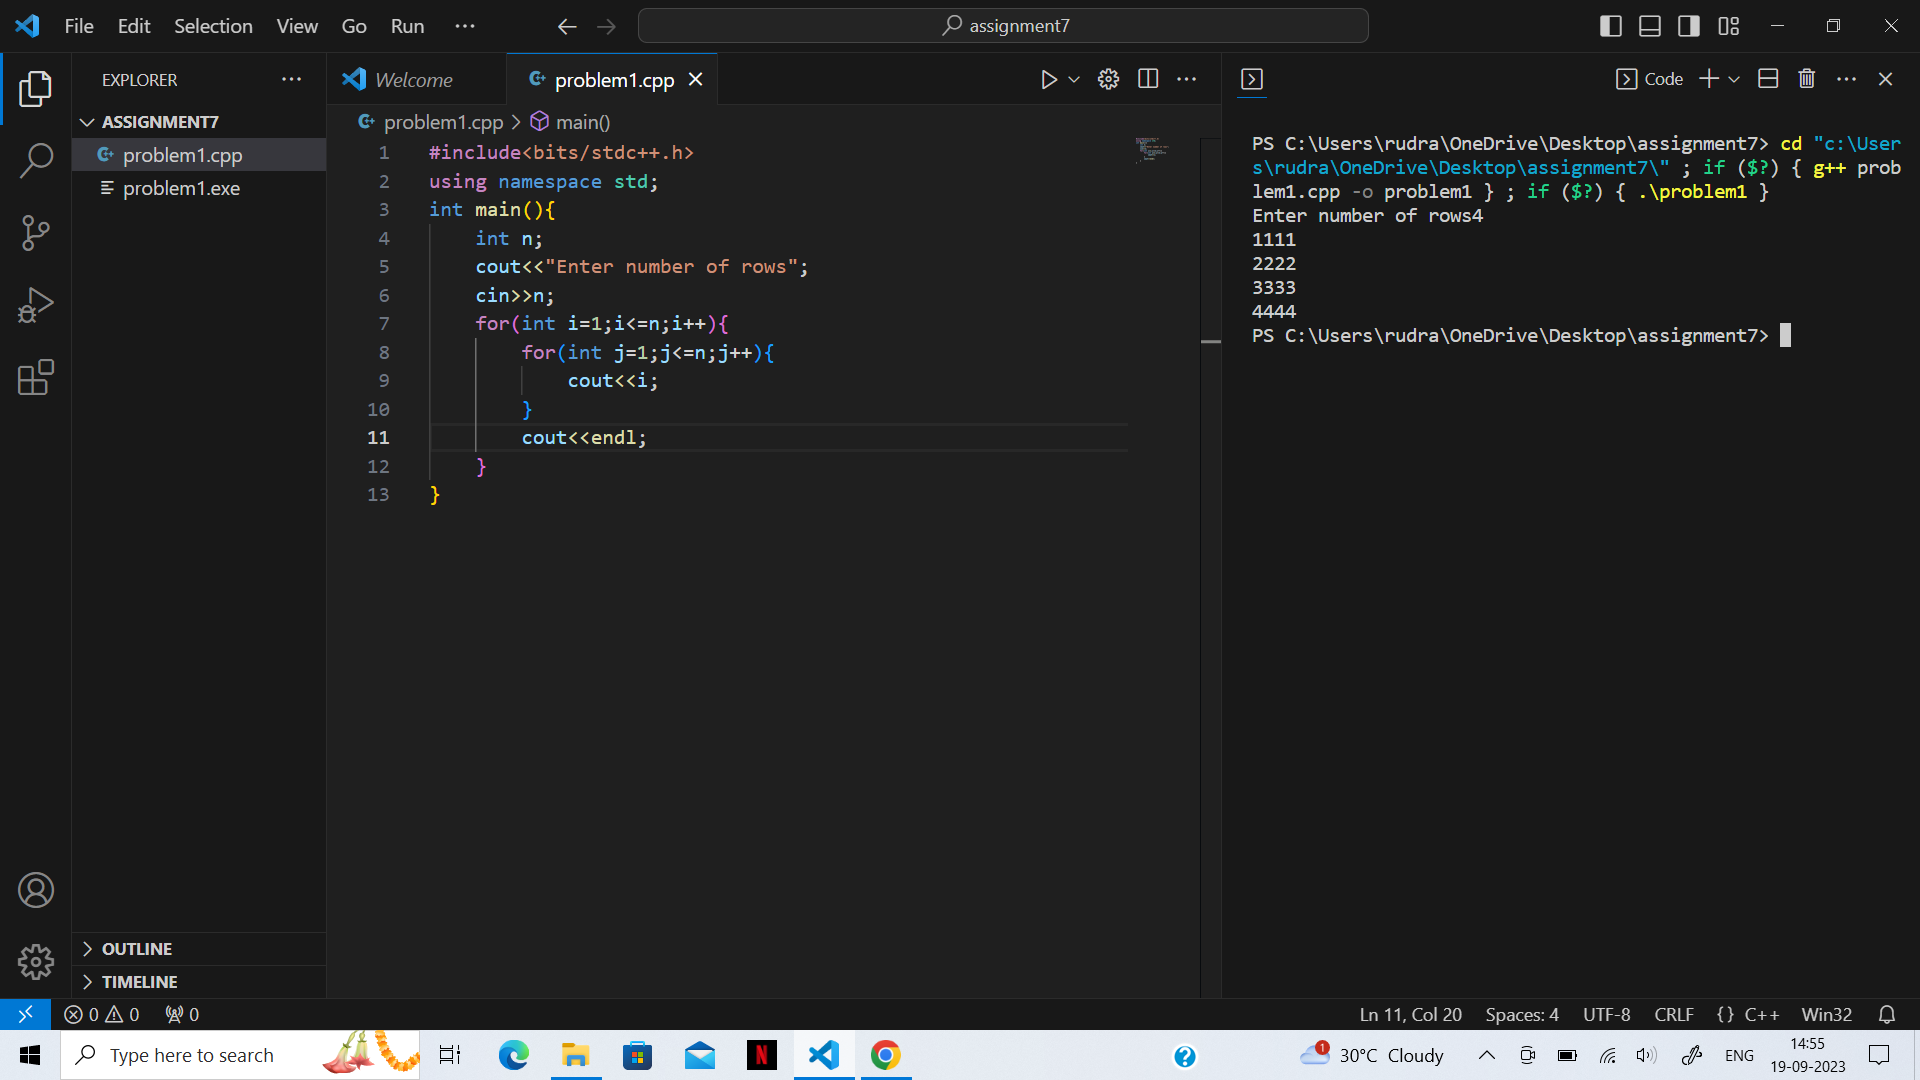 File Edit Selection View Go Run ··· assignment7
EXPLORER ···
ASSIGNMENT7
problem1.cpp
problem1.exe
OUTLINE
TIMELINE
Welcome problem1.cpp
problem1.cpp > main()
1 #include<bits/stdc++.h>
2 using namespace std;
3 int main(){
4 int n;
5 cout<<"Enter number of rows";
6 cin>>n;
7 for(int i=1;i<=n;i++){
8 for(int j=1;j<=n;j++){
9 cout<<i;
10 }
11 cout<<endl;
12 }
13 }
Code
PS C:\Users\rudra\OneDrive\Desktop\assignment7> cd "c:\User
s\rudra\OneDrive\Desktop\assignment7\" ; if ($?) { g++ prob
lem1.cpp -o problem1 } ; if ($?) { .\problem1 }
Enter number of rows4
1111
2222
3333
4444
PS C:\Users\rudra\OneDrive\Desktop\assignment7>
0 0 0 Ln 11, Col 20 Spaces: 4 UTF-8 CRLF {} C++ Win32
Type here to search N 1 30°C Cloudy ENG 14:55
19-09-2023